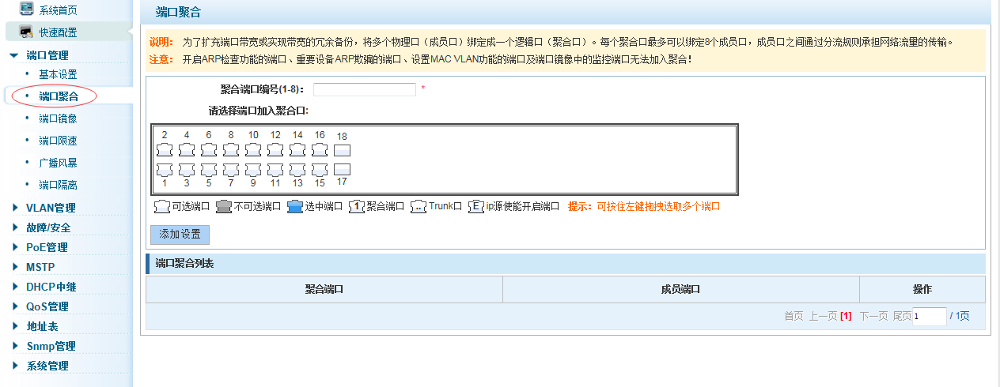 系统首页
快速配置
端口管理
基本设置
端口聚合
端口镜像
端口限速
广播风暴
端口隔离
VLAN管理
故障/安全
PoE管理
MSTP
DHCP中继
QoS管理
地址表
Snmp管理
系统管理
端口聚合
说明： 为了扩充端口带宽或实现带宽的冗余备份，将多个物理口（成员口）绑定成一个逻辑口（聚合口）。每个聚合口最多可以绑定8个成员口，成员口之间通过分流规则承担网络流量的传输。
注意： 开启ARP检查功能的端口、重要设备ARP欺骗的端口、设置MAC VLAN功能的端口及端口镜像中的监控端口无法加入聚合！
聚合端口编号(1-8)： *
请选择端口加入聚合口:
2 4 6 8 10 12 14 16 18
1 3 5 7 9 11 13 15 17
可选端口 不可选端口 选中端口 1 聚合端口 .. Trunk口 E ip源使能开启端口 提示：可按住左键拖拽选取多个端口
添加设置
端口聚合列表
聚合端口 成员端口 操作
首页 上一页 [1] 下一页 尾页 1 / 1页